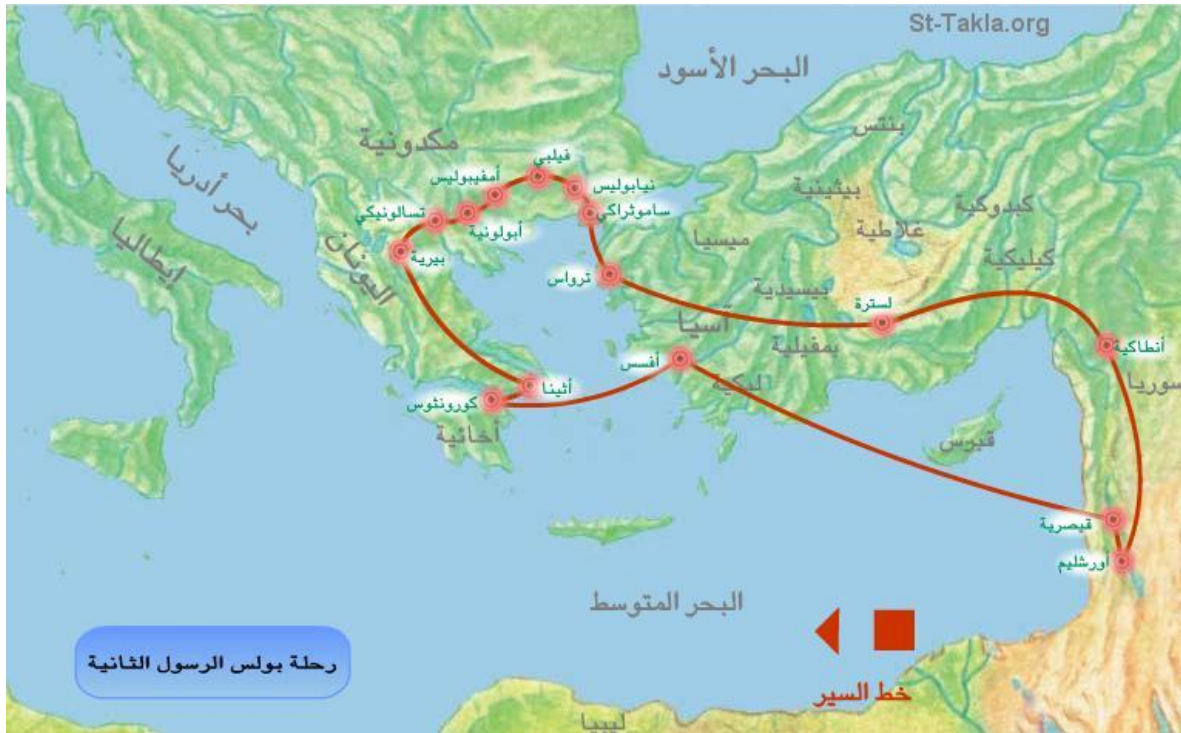 St-Takla.org
البحر الأسود
بنتس
مكدونية
فيلبي
بيثينية
نيابوليس
أمفيبوليس
كبدوكية
ساموثراكي
تسالونيكي
أبولونية
غلاطية
ميسيا
بحر أدريا
إيطاليا
اليونان
بيرية
كيليكية
ترواس
بيسيدية
لسترة
آسيا
بمفيلية
أنطاكية
أفسس
ليكية
سوريا
أثينا
كورونثوس
أخائية
قبرس
قيصرية
أورشليم
البحر المتوسط
رحلة بولس الرسول الثانية
خط السير
ليبيا